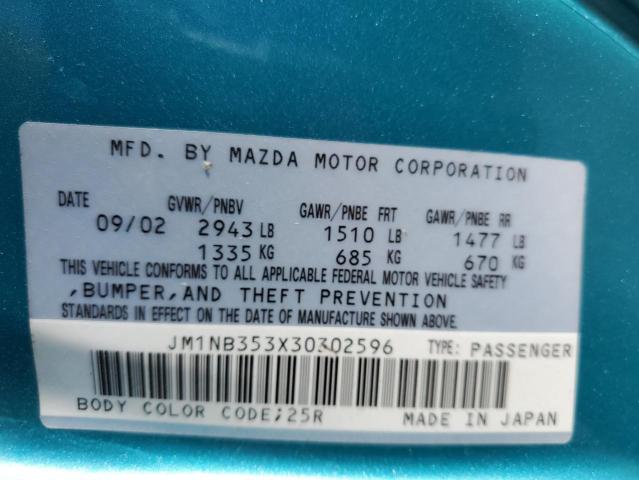 MFD. BY MAZDA MOTOR CORPORATION
DATE GVWR/PNBV GAWR/PNBE FRT GAWR/PNBE RR
09/02 2943 LB 1510 LB 1477 LB
1335 KG 685 KG 670 KG
THIS VEHICLE CONFORMS TO ALL APPLICABLE FEDERAL MOTOR VEHICLE SAFETY
,BUMPER,AND THEFT PREVENTION
STANDARDS IN EFFECT ON THE DATE OF MANUFACTURE SHOWN ABOVE.
JM1NB353X30302596 TYPE: PASSENGER
BODY COLOR CODE;25R MADE IN JAPAN